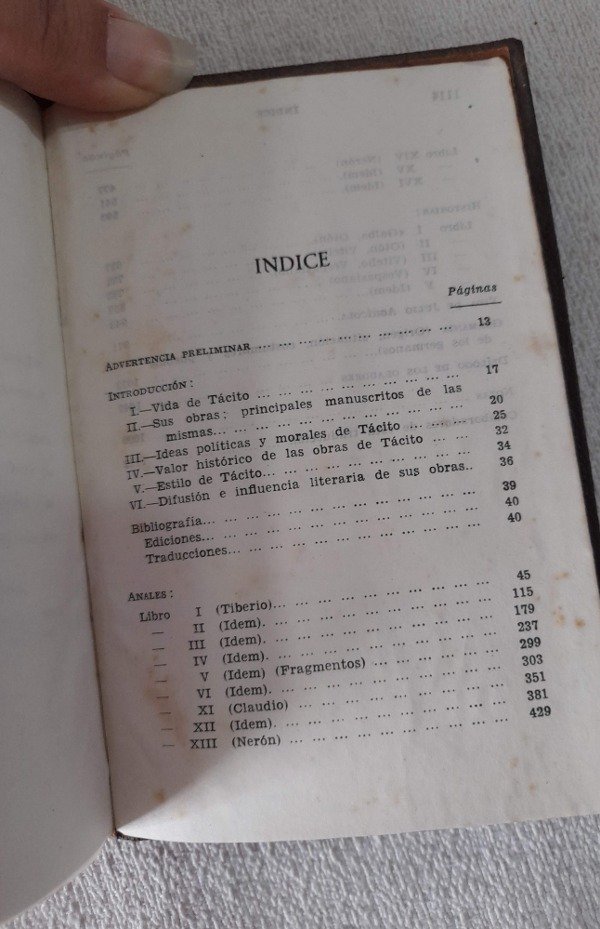 INDICE
Páginas
ADVERTENCIA PRELIMINAR ... ... ... ... ... ... ... ... ... 13
INTRODUCCIÓN:
I.—Vida de Tácito ... ... ... ... ... ... ... ... ... 17
II.—Sus obras; principales manuscritos de las
mismas... ... ... ... ... ... ... ... ... ... 20
III.—Ideas políticas y morales de Tácito ... ... ... 25
IV.—Valor histórico de las obras de Tácito ... ... 32
V.—Estilo de Tácito... ... ... ... ... ... ... ... 34
VI.—Difusión e influencia literaria de sus obras.. 36
Bibliografía... ... ... ... ... ... ... ... ... ... 39
Ediciones... ... ... ... ... ... ... ... ... ... 40
Traducciones... ... ... ... ... ... ... ... ... 40
ANALES:
Libro I (Tiberio)... ... ... ... ... ... ... ... ... 45
— II (Idem). ... ... ... ... ... ... ... ... ... 115
— III (Idem). ... ... ... ... ... ... ... ... ... 179
— IV (Idem). ... ... ... ... ... ... ... ... ... 237
— V (Idem) (Fragmentos) ... ... ... ... ... 299
— VI (Idem). ... ... ... ... ... ... ... ... ... 303
— XI (Claudio) ... ... ... ... ... ... ... ... 351
— XII (Idem). ... ... ... ... ... ... ... ... ... 381
— XIII (Nerón) ... ... ... ... ... ... ... ... ... 429